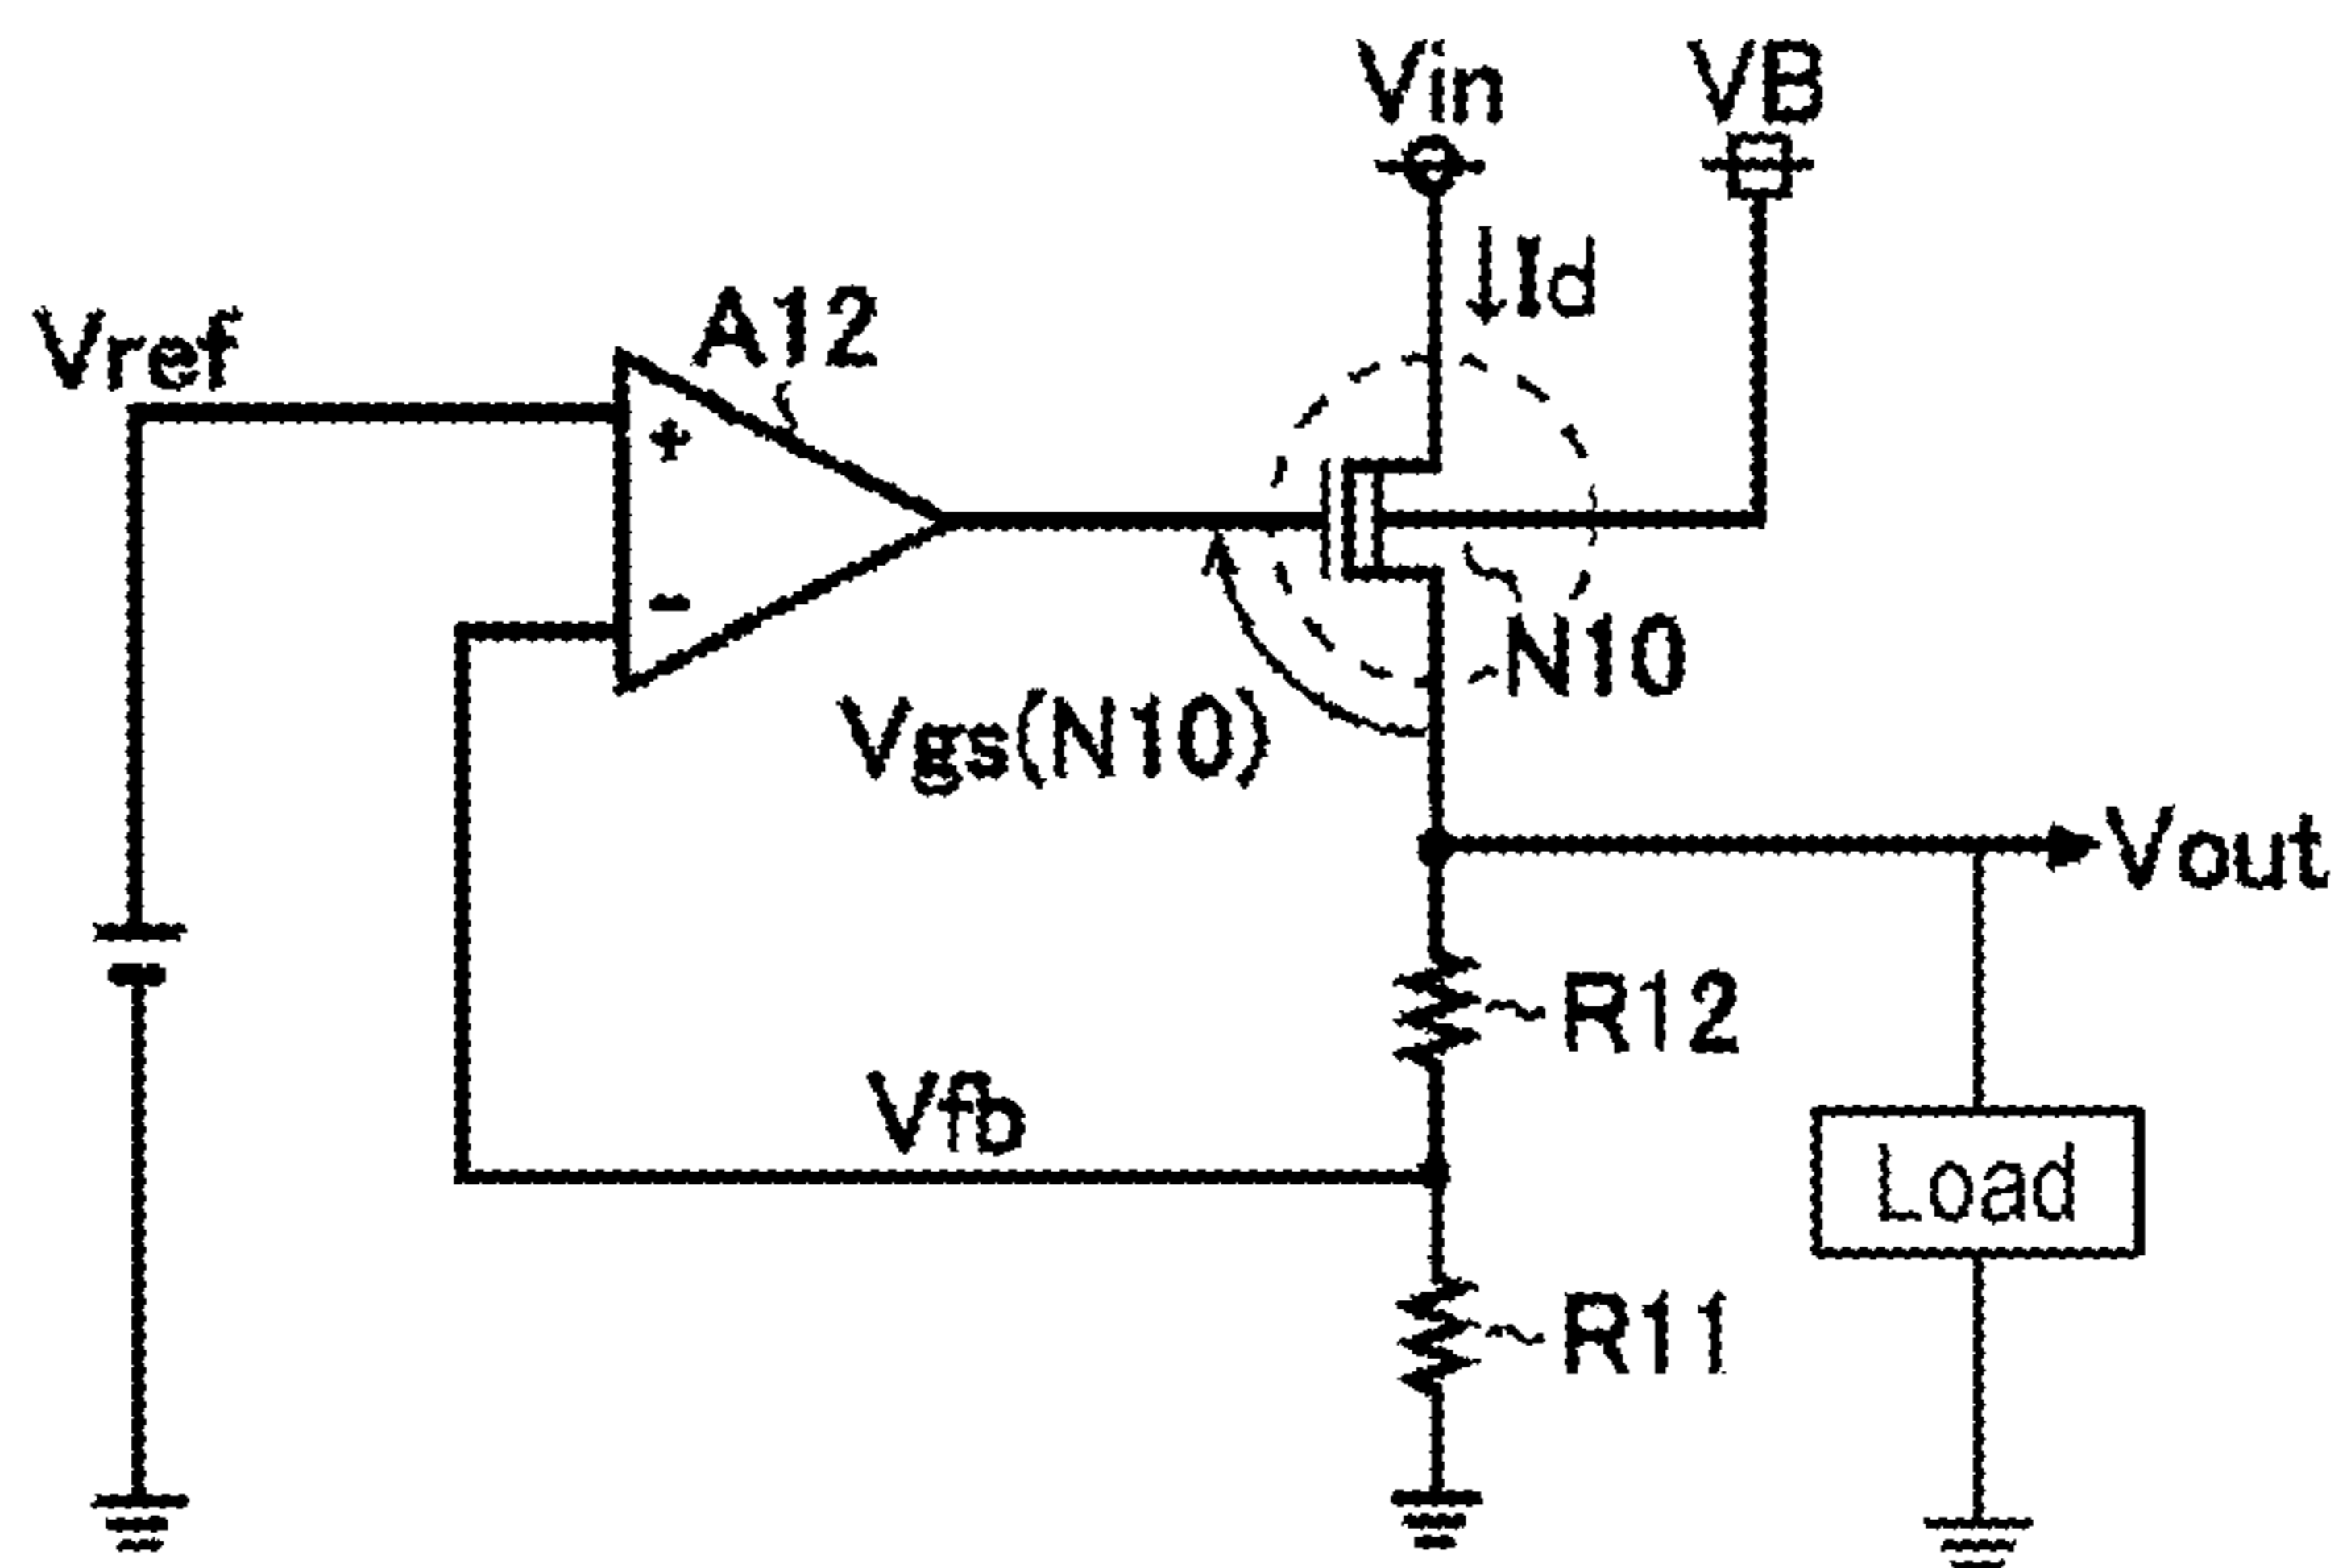 Vin
VB
Id
Vref
A12
+
-
N10
Vgs(N10)
Vout
R12
Vfb
Load
R11